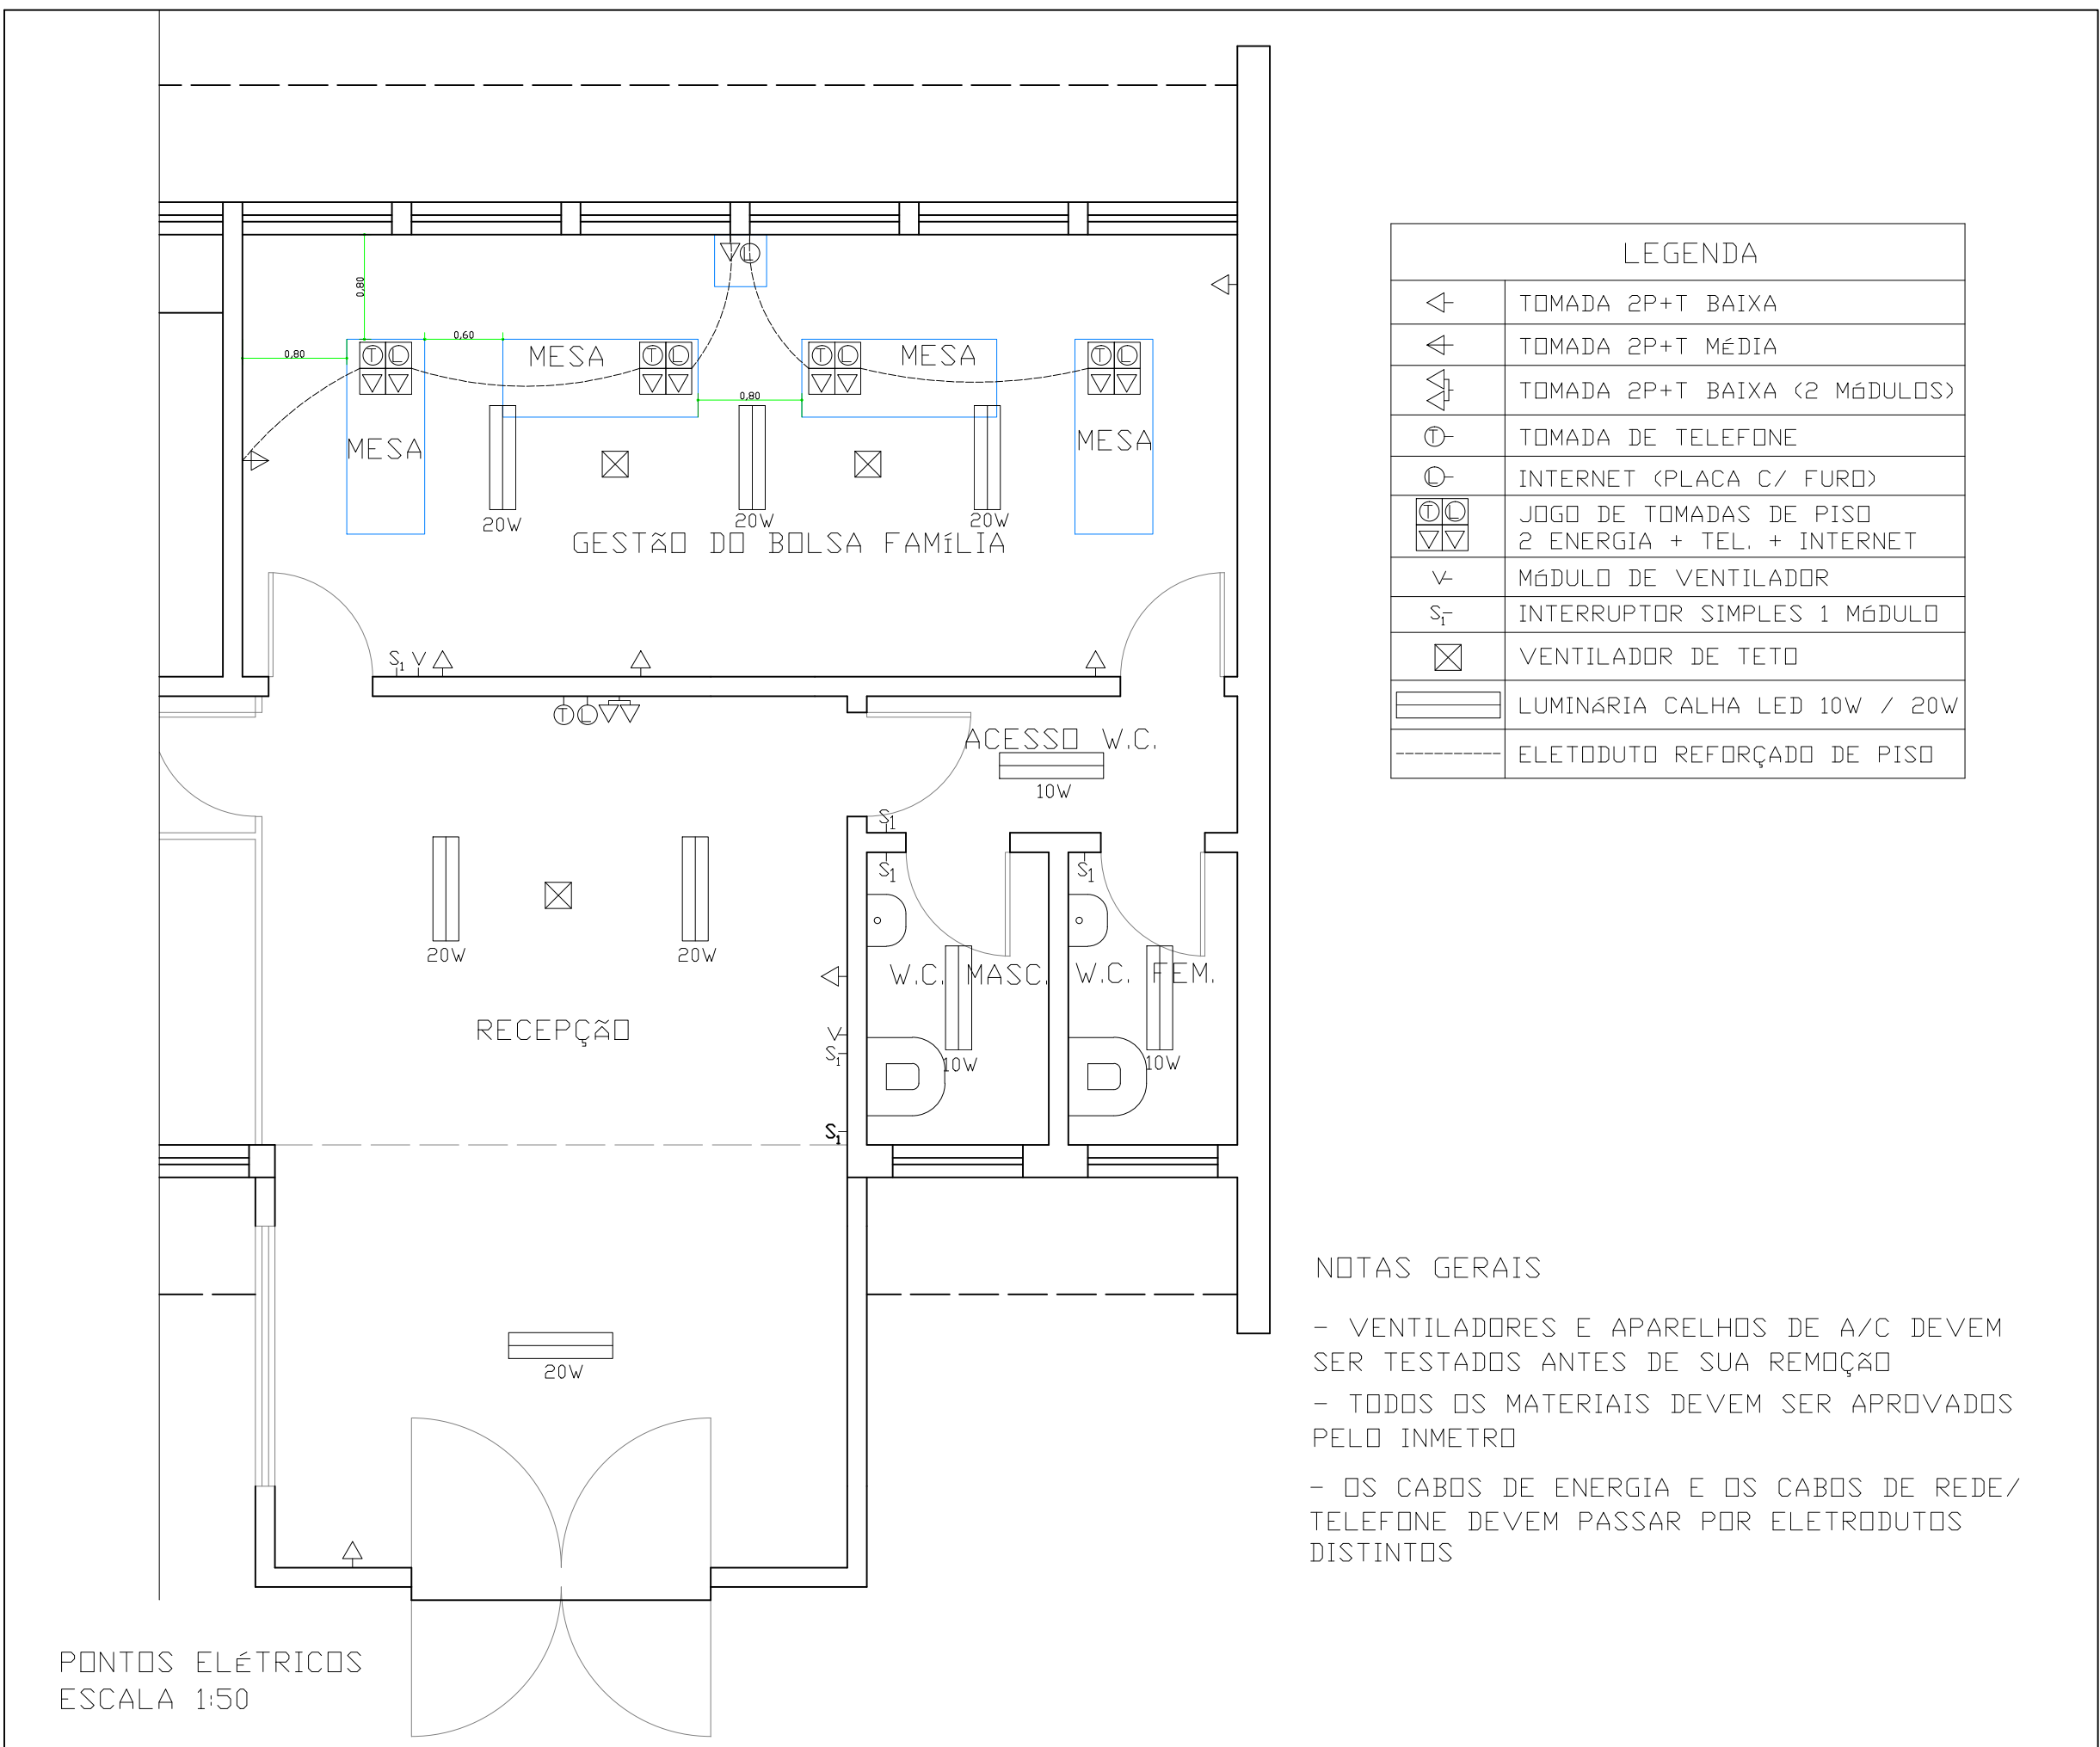 0,80
0,80
0,60
0,80
L
T L
T L
T L
T L
MESA
MESA
MESA
MESA
20W
20W
20W
GESTÃO DO BOLSA FAMÍLIA
S1 V
T L
ACESSO W.C.
10W
S1
S1
S1
20W
20W
W.C. MASC.
W.C. FEM.
RECEPÇÃO
V
S1
10W
10W
S1
20W
LEGENDA
TOMADA 2P+T BAIXA
TOMADA 2P+T MÉDIA
TOMADA 2P+T BAIXA (2 MÓDULOS)
T TOMADA DE TELEFONE
L INTERNET (PLACA C/ FURO)
T L JOGO DE TOMADAS DE PISO
2 ENERGIA + TEL. + INTERNET
V MÓDULO DE VENTILADOR
S1 INTERRUPTOR SIMPLES 1 MÓDULO
VENTILADOR DE TETO
LUMINÁRIA CALHA LED 10W / 20W
ELETODUTO REFORÇADO DE PISO
NOTAS GERAIS
- VENTILADORES E APARELHOS DE A/C DEVEM
SER TESTADOS ANTES DE SUA REMOÇÃO
- TODOS OS MATERIAIS DEVEM SER APROVADOS
PELO INMETRO
- OS CABOS DE ENERGIA E OS CABOS DE REDE/
TELEFONE DEVEM PASSAR POR ELETRODUTOS
DISTINTOS
PONTOS ELÉTRICOS
ESCALA 1:50